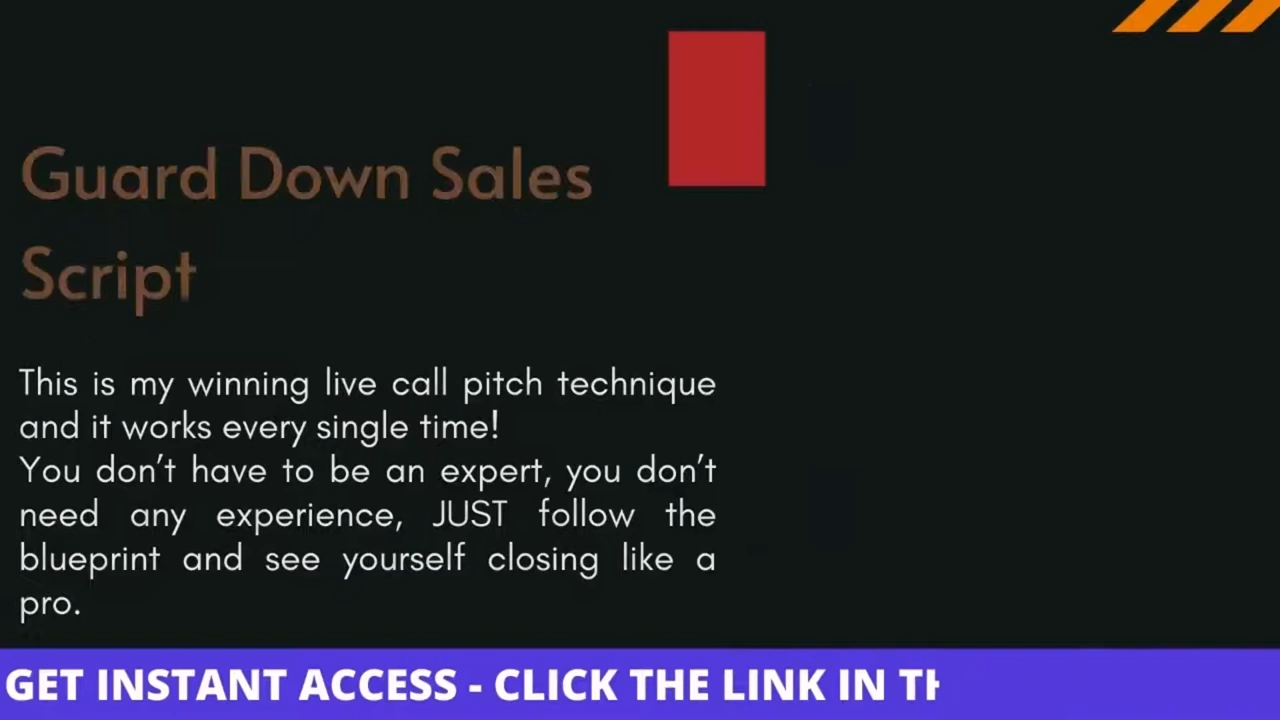 Guard Down Sales
Script
This is my winning live call pitch technique
and it works every single time!
You don’t have to be an expert, you don’t
need any experience, JUST follow the
blueprint and see yourself closing like a
pro.
GET INSTANT ACCESS - CLICK THE LINK IN